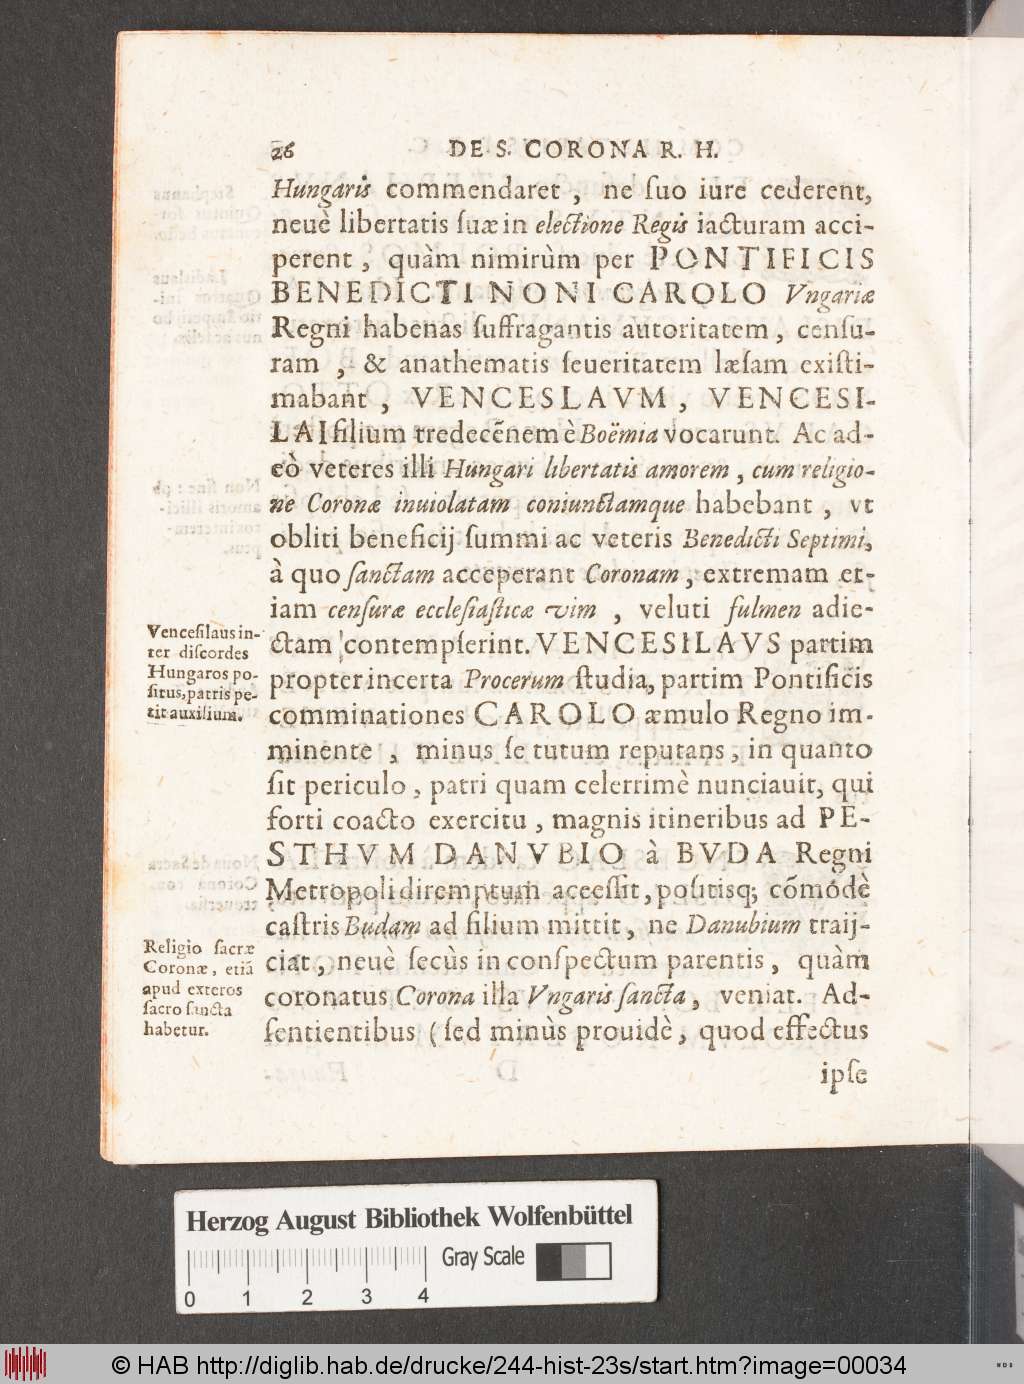 26 DE S. CORONA R. H.
Hungaris commendaret, ne ſuo iure cederent,
neuè libertatis ſuæ in electione Regis iacturam acci-
perent, quàm nimirùm per PONTIFICIS
BENEDICTI NONI CAROLO Vngariæ
Regni habenas ſuffragantis autoritatem, cenſu-
ram, & anathematis ſeueritatem læſam exiſti-
mabant, VENCESLAVM, VENCESI-
LAI filium tredecēnem è Boëmia vocarunt. Ac ad-
eò veteres illi Hungari libertatis amorem, cum religio-
ne Coronæ inuiolatam coniunctamque habebant, vt
obliti beneficij ſummi ac veteris Benedicti Septimi,
à quo ſanctam acceperant Coronam, extremam et-
iam cenſuræ eccleſiaſticæ vim, veluti fulmen adie-
ctam contempſerint. VENCESILAVS partim
propter incerta Procerum ſtudia, partim Pontificis
comminationes CAROLO æmulo Regno im-
minente, minus ſe tutum reputans, in quanto
ſit periculo, patri quam celerrimè nunciauit, qui
forti coacto exercitu, magnis itineribus ad PE-
STHVM DANVBIO à BVDA Regni
Metropoli diremptum acceſſit, poſitisq; cōmodè
caſtris Budam ad filium mittit, ne Danubium traij-
ciat, neuè ſecùs in conſpectum parentis, quàm
coronatus Corona illa Vngaris ſancta, veniat. Ad-
ſentientibus (ſed minùs prouidè, quod effectus
ipſe
Venceſilaus in-
ter diſcordes
Hungaros po-
ſitus, patris pe-
tit auxilium.
Religio ſacræ
Coronæ, etiā
apud exteros
ſacro ſancta
habetur.
Herzog August Bibliothek Wolfenbüttel
Gray Scale
0 1 2 3 4
© HAB http://diglib.hab.de/drucke/244-hist-23s/start.htm?image=00034